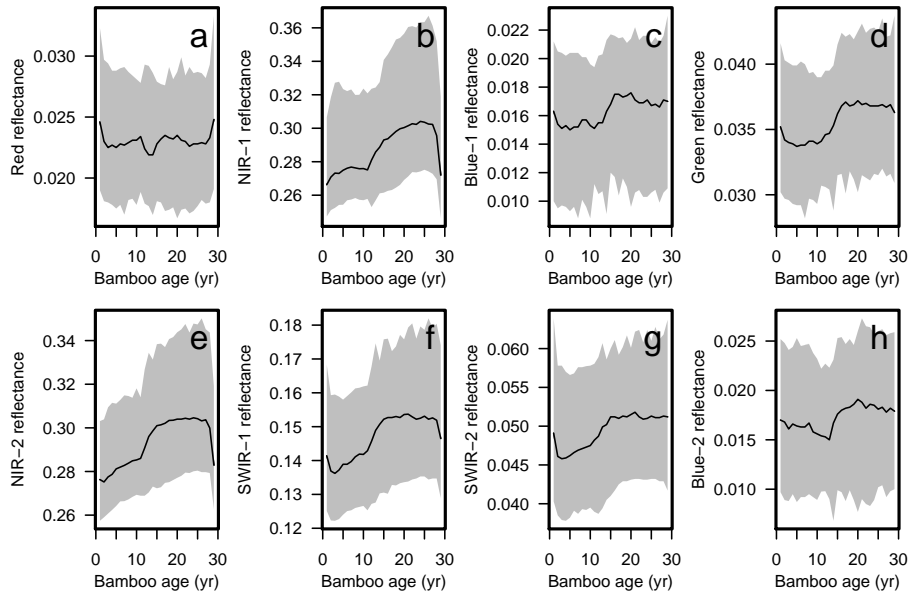 a
Red reflectance
0.030
0.025
0.020
0 10 20 30
Bamboo age (yr)
b
NIR−1 reflectance
0.36
0.32
0.30
0.28
0.26
0 10 20 30
Bamboo age (yr)
c
Blue−1 reflectance
0.022
0.020
0.018
0.016
0.014
0.012
0.010
0 10 20 30
Bamboo age (yr)
d
Green reflectance
0.040
0.035
0.030
0 10 20 30
Bamboo age (yr)
e
NIR−2 reflectance
0.34
0.32
0.30
0.28
0.26
0 10 20 30
Bamboo age (yr)
f
SWIR−1 reflectance
0.18
0.17
0.16
0.15
0.14
0.13
0.12
0 10 20 30
Bamboo age (yr)
g
SWIR−2 reflectance
0.060
0.055
0.050
0.045
0.040
0 10 20 30
Bamboo age (yr)
h
Blue−2 reflectance
0.025
0.020
0.015
0.010
0 10 20 30
Bamboo age (yr)